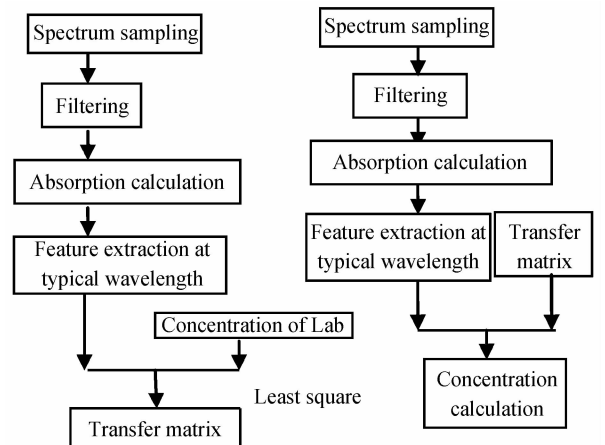 Spectrum sampling
Filtering
Absorption calculation
Feature extraction at
typical wavelength
Concentration of Lab
Least square
Transfer matrix
Spectrum sampling
Filtering
Absorption calculation
Feature extraction at
typical wavelength
Transfer
matrix
Concentration
calculation